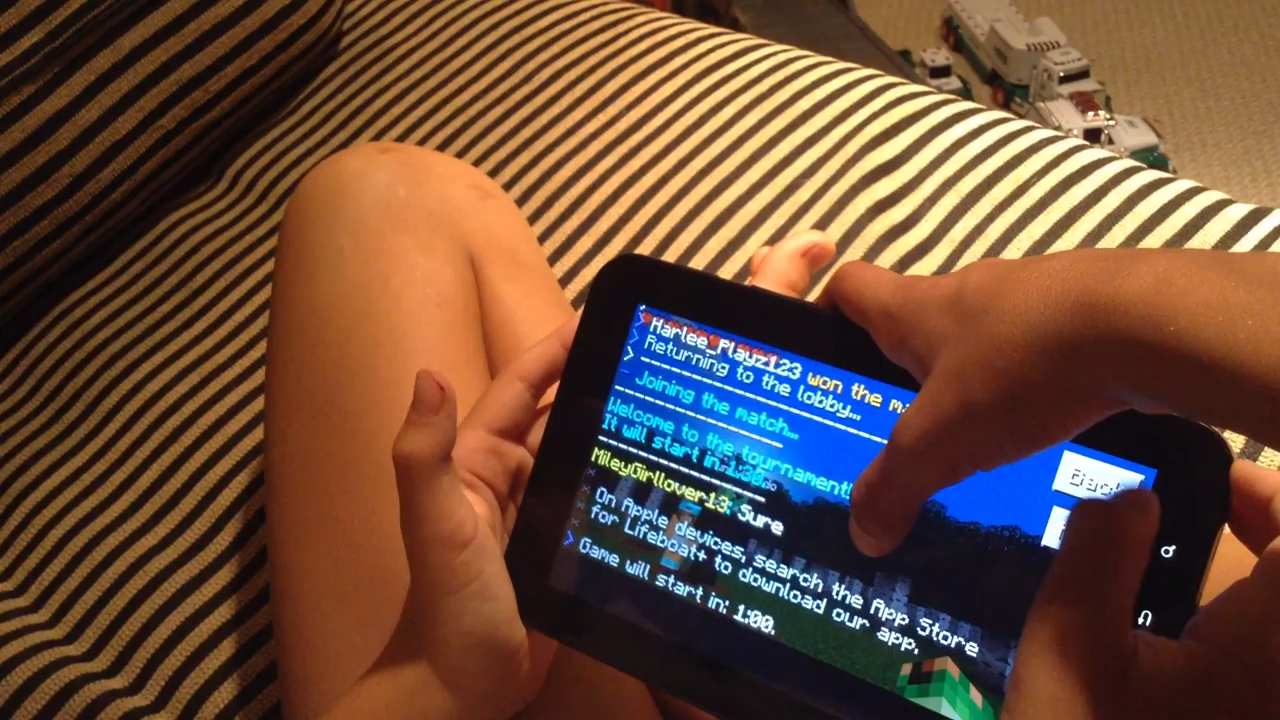 Harlee_Playz123 won the
Returning to the lobby...
Joining the match...
Welcome to the tournament!
It will start in 1:30.
MileyGirllover13: Sure
On Apple devices, search the App Store
for Lifeboat+ to download our app.
Game will start in: 1:00.
Back